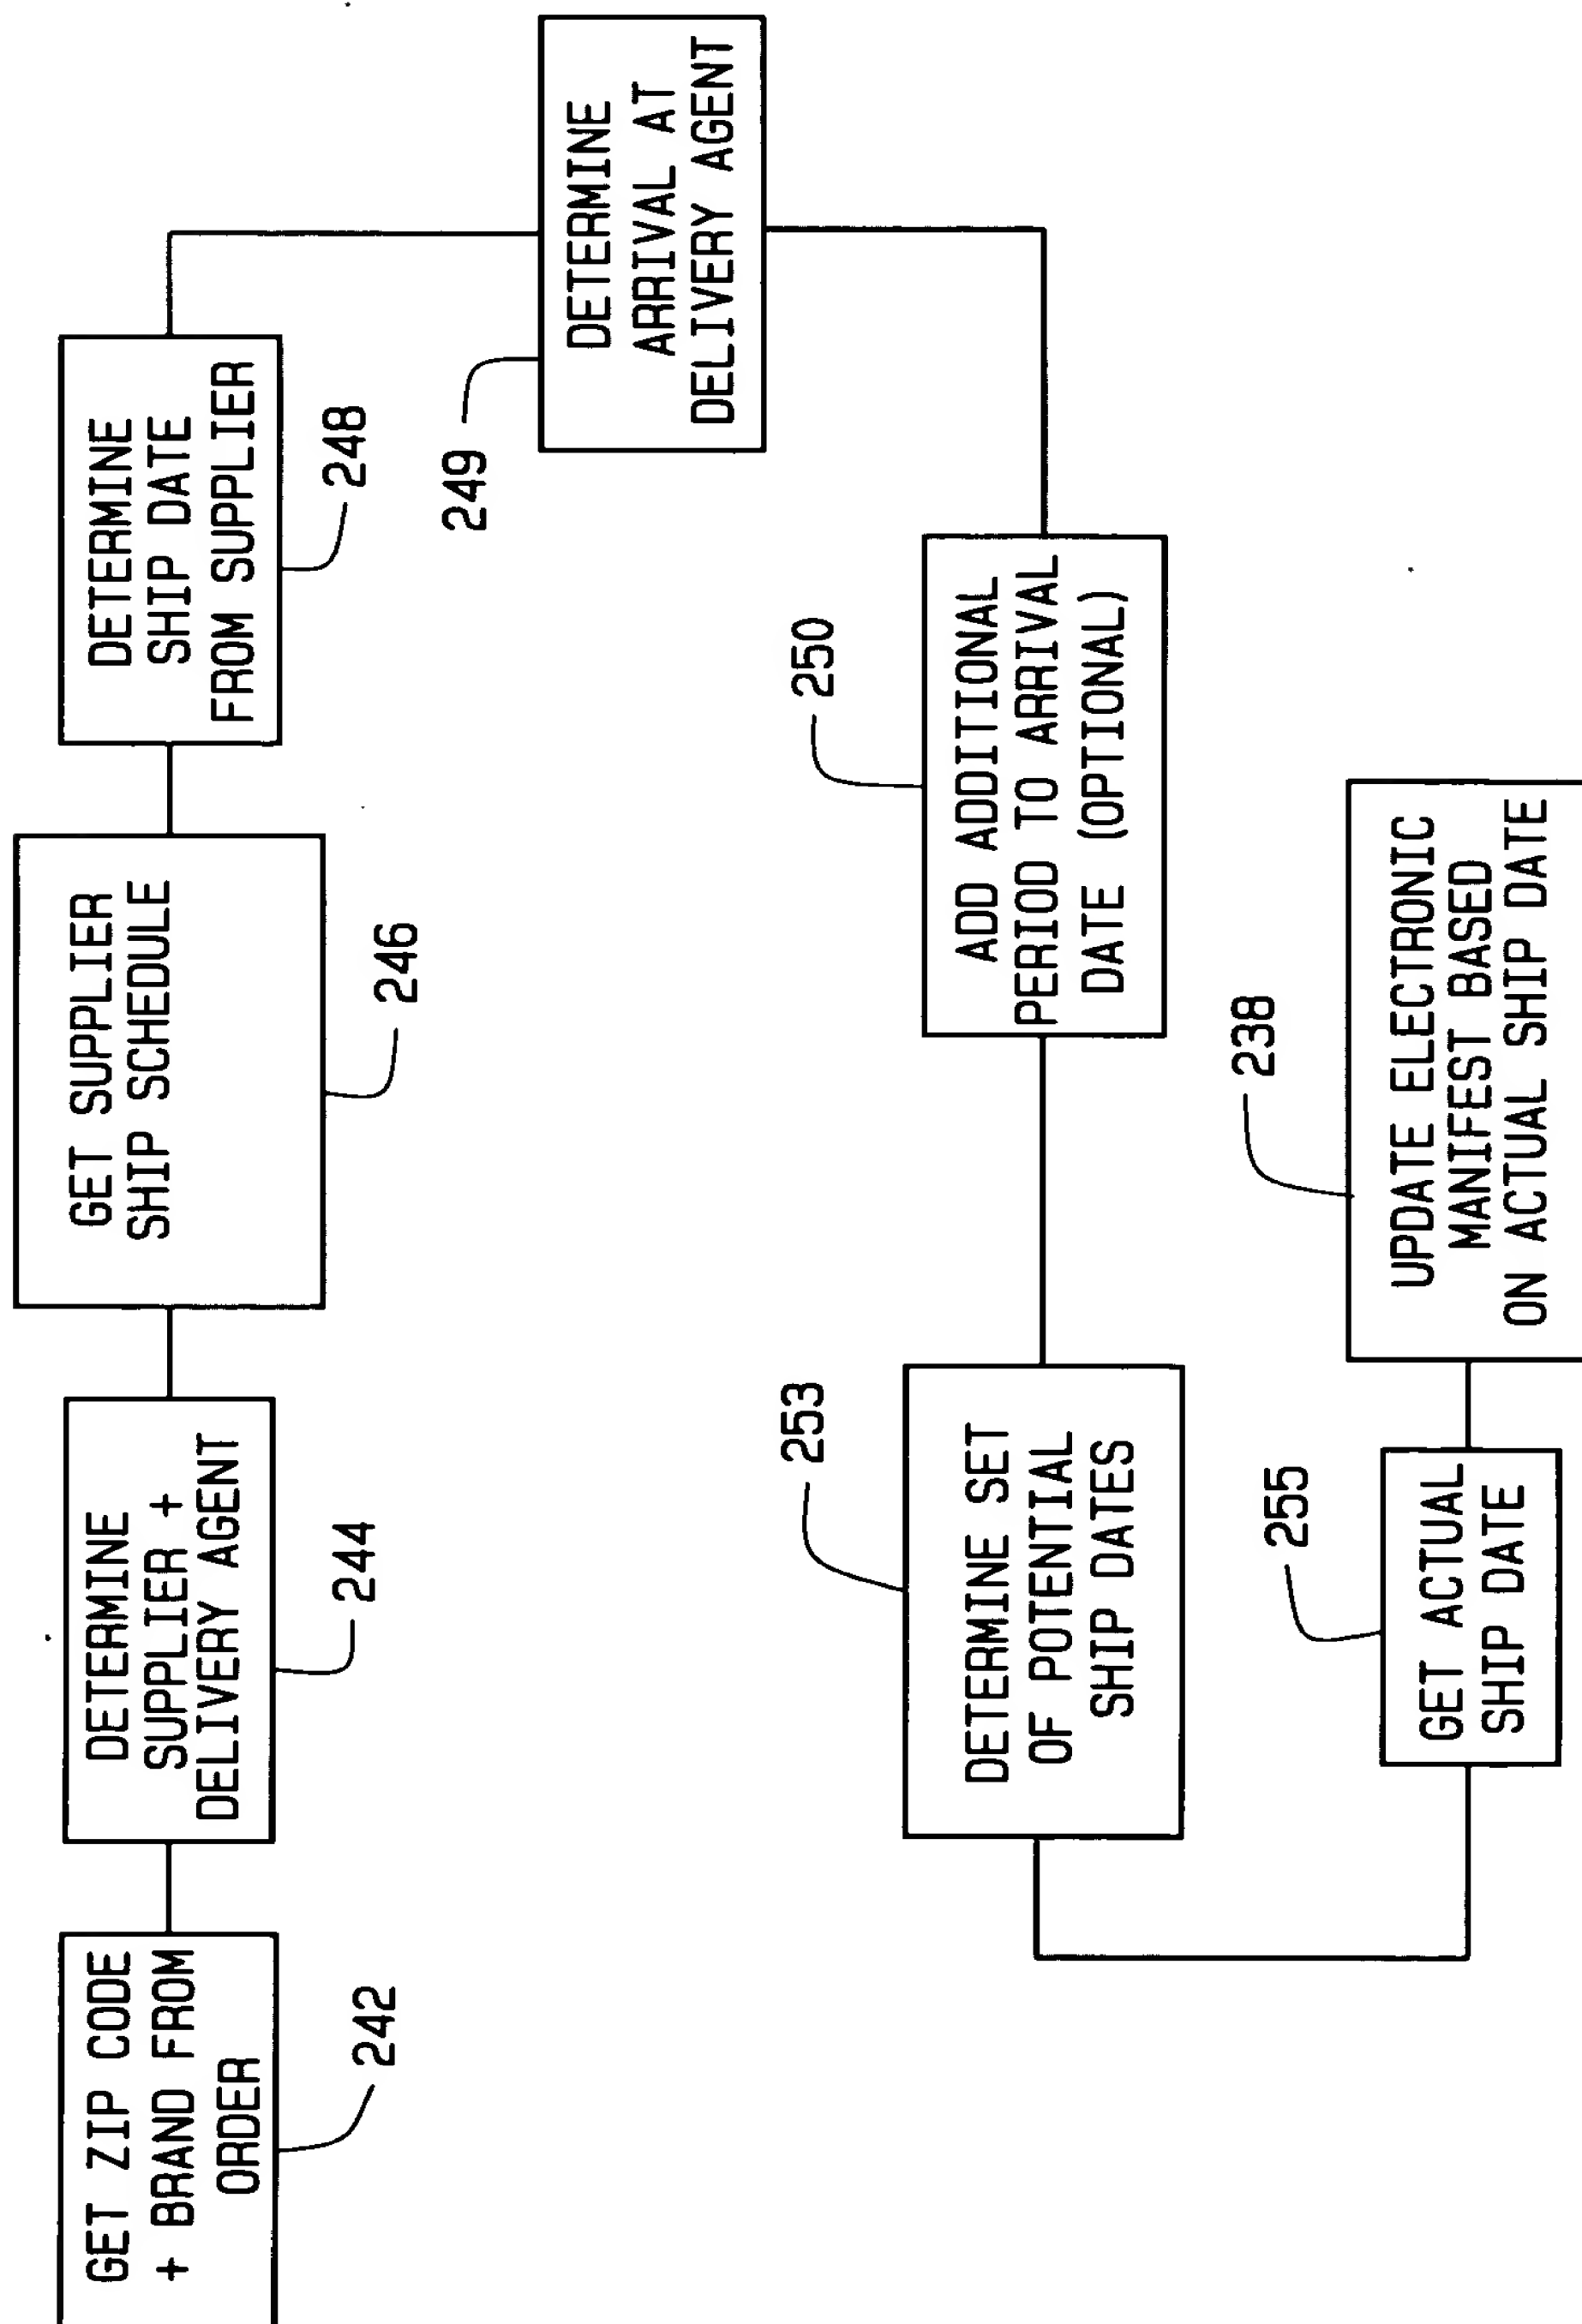 GET ZIP CODE
+ BRAND FROM
ORDER
242
DETERMINE
SUPPLIER +
DELIVERY AGENT
244
GET SUPPLIER
SHIP SCHEDULE
246
DETERMINE
SHIP DATE
FROM SUPPLIER
248
249
DETERMINE
ARRIVAL AT
DELIVERY AGENT
250
ADD ADDITIONAL
PERIOD TO ARRIVAL
DATE (OPTIONAL)
253
DETERMINE SET
OF POTENTIAL
SHIP DATES
255
GET ACTUAL
SHIP DATE
238
UPDATE ELECTRONIC
MANIFEST BASED
ON ACTUAL SHIP DATE